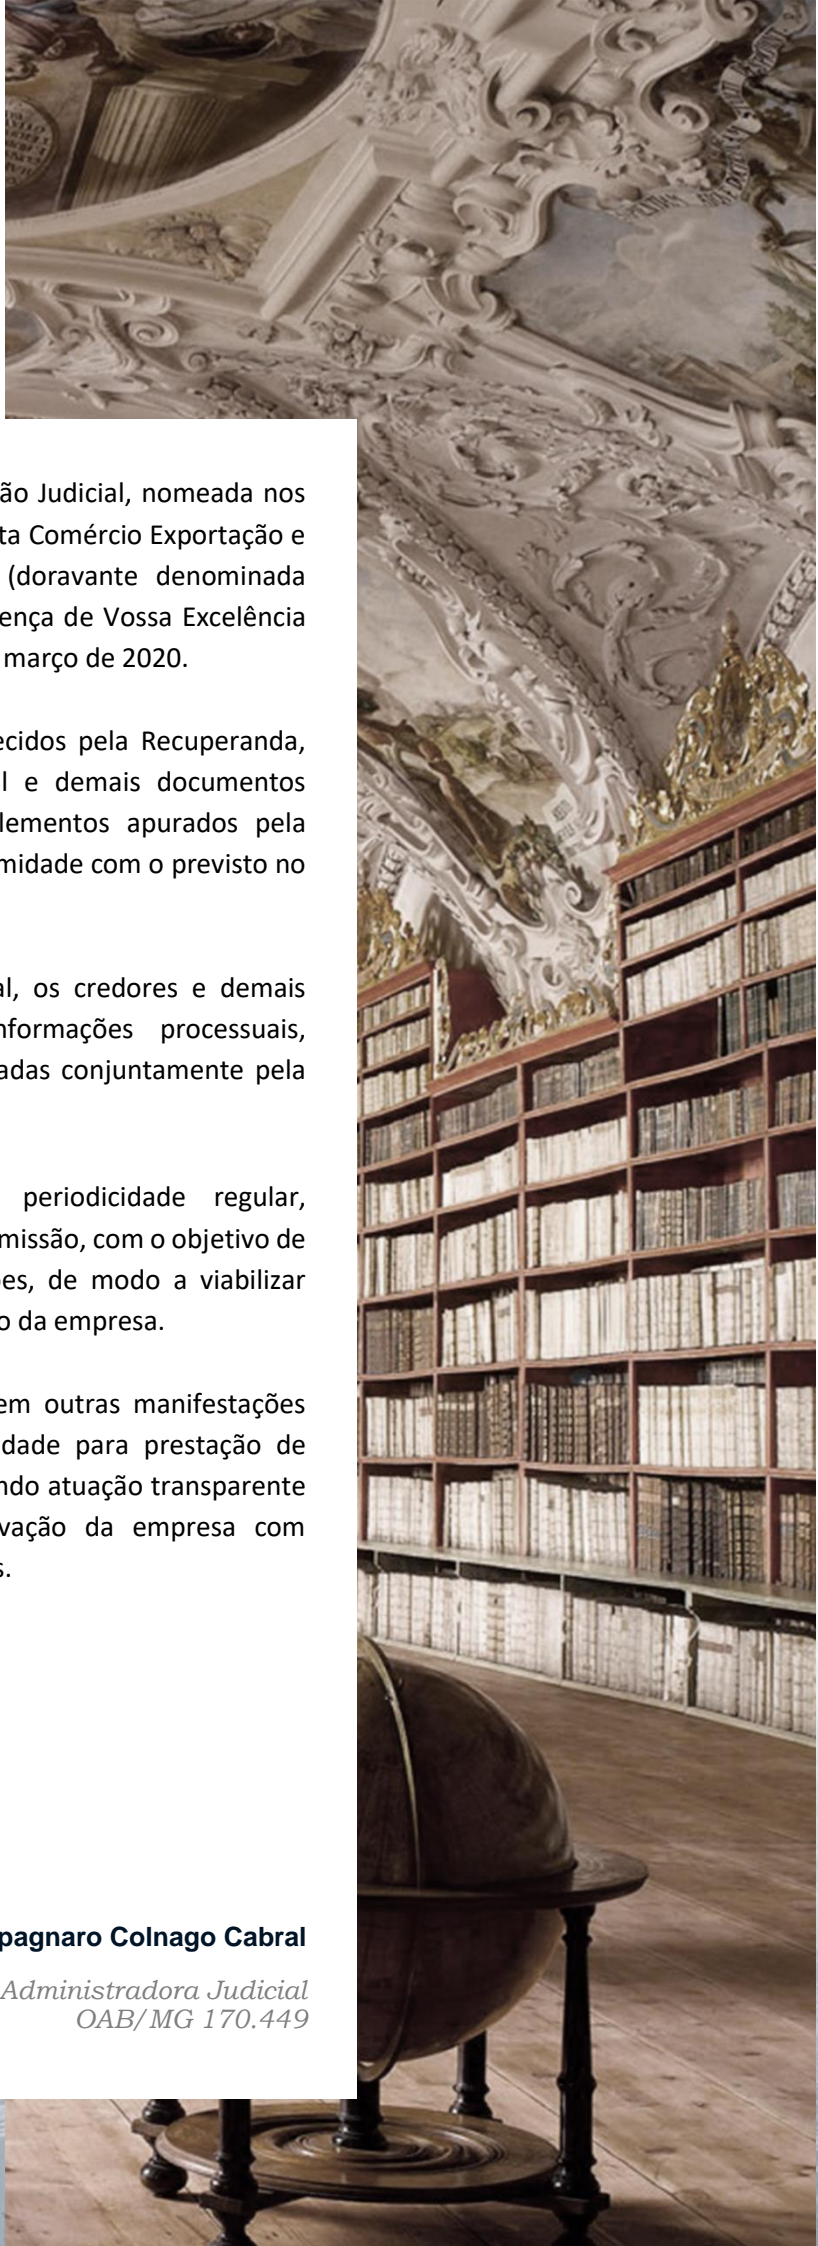 ão Judicial, nomeada nos
ta Comércio Exportação e
(doravante denominada
ença de Vossa Excelência
março de 2020.
ecidos pela Recuperanda,
l e demais documentos
lementos apurados pela
midade com o previsto no
al, os credores e demais
nformações processuais,
adas conjuntamente pela
periodicidade regular,
missão, com o objetivo de
es, de modo a viabilizar
o da empresa.
em outras manifestações
dade para prestação de
ndo atuação transparente
vação da empresa com
s.
pagnaro Colnago Cabral
Administradora Judicial
OAB/MG 170.449